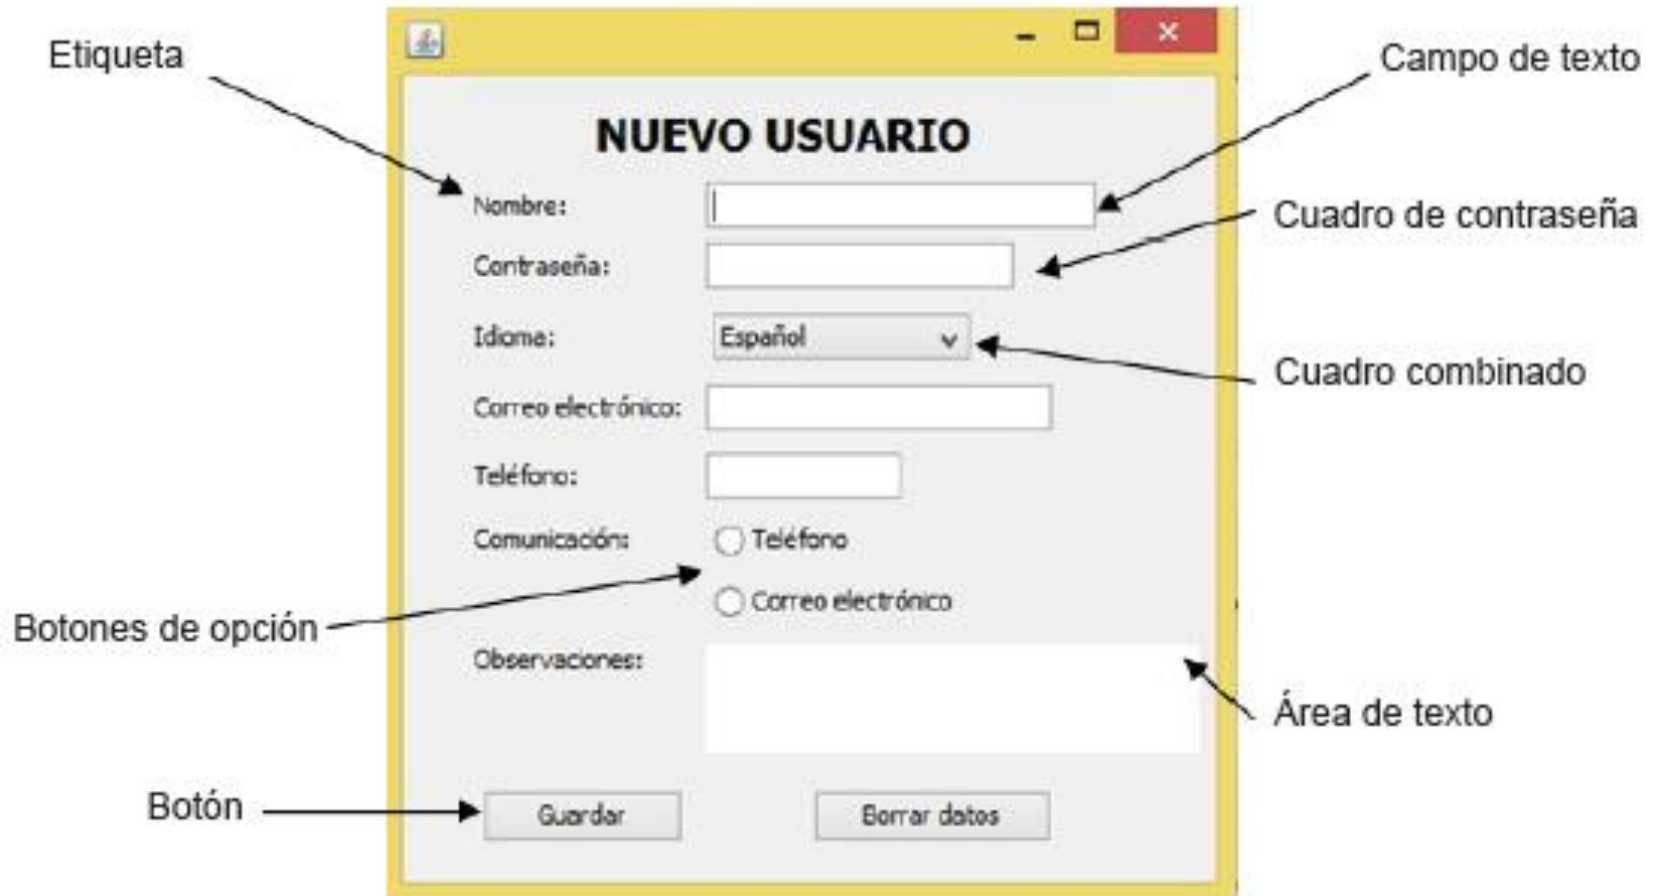 Etiqueta
Campo de texto
NUEVO USUARIO
Nombre:
Cuadro de contraseña
Contraseña:
Idioma:
Español
Cuadro combinado
Correo electrónico:
Teléfono:
Comunicación:
Teléfono
Correo electrónico
Botones de opción
Observaciones:
Área de texto
Botón
Guardar
Borrar datos